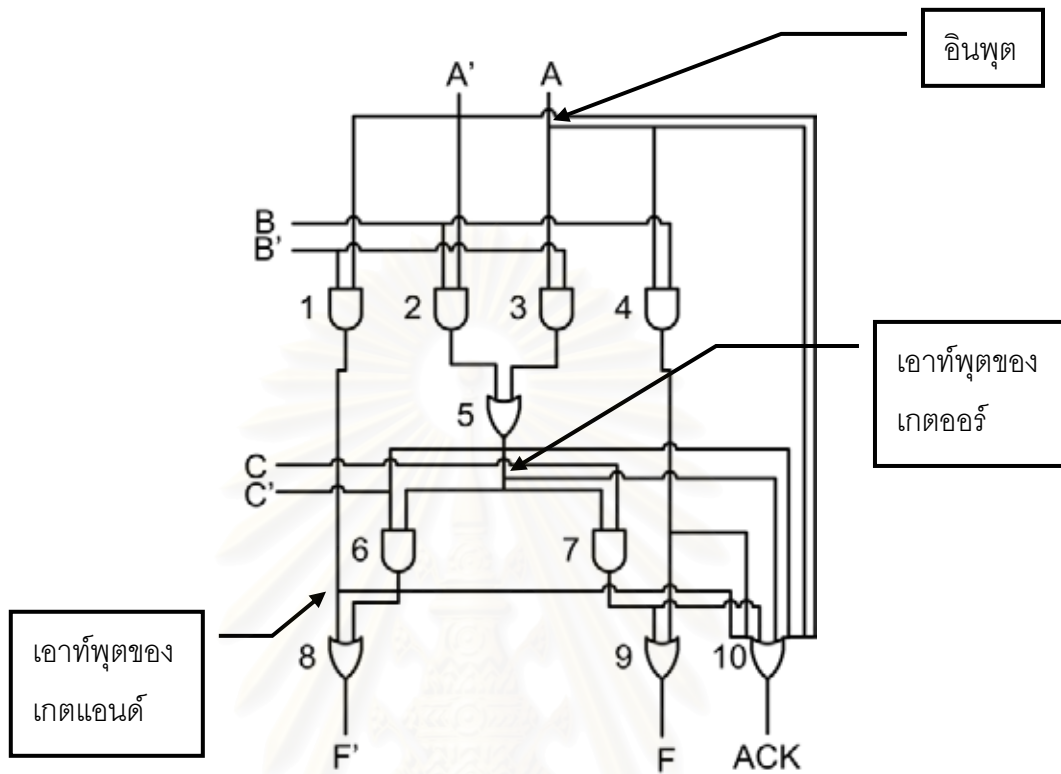 อินพุต
A' A
B
B'
1 2 3 4
เอาท์พุตของ
เกตออร์
5
C
C'
6 7
เอาท์พุตของ
เกตแอนด์
8 9 10
F' F ACK